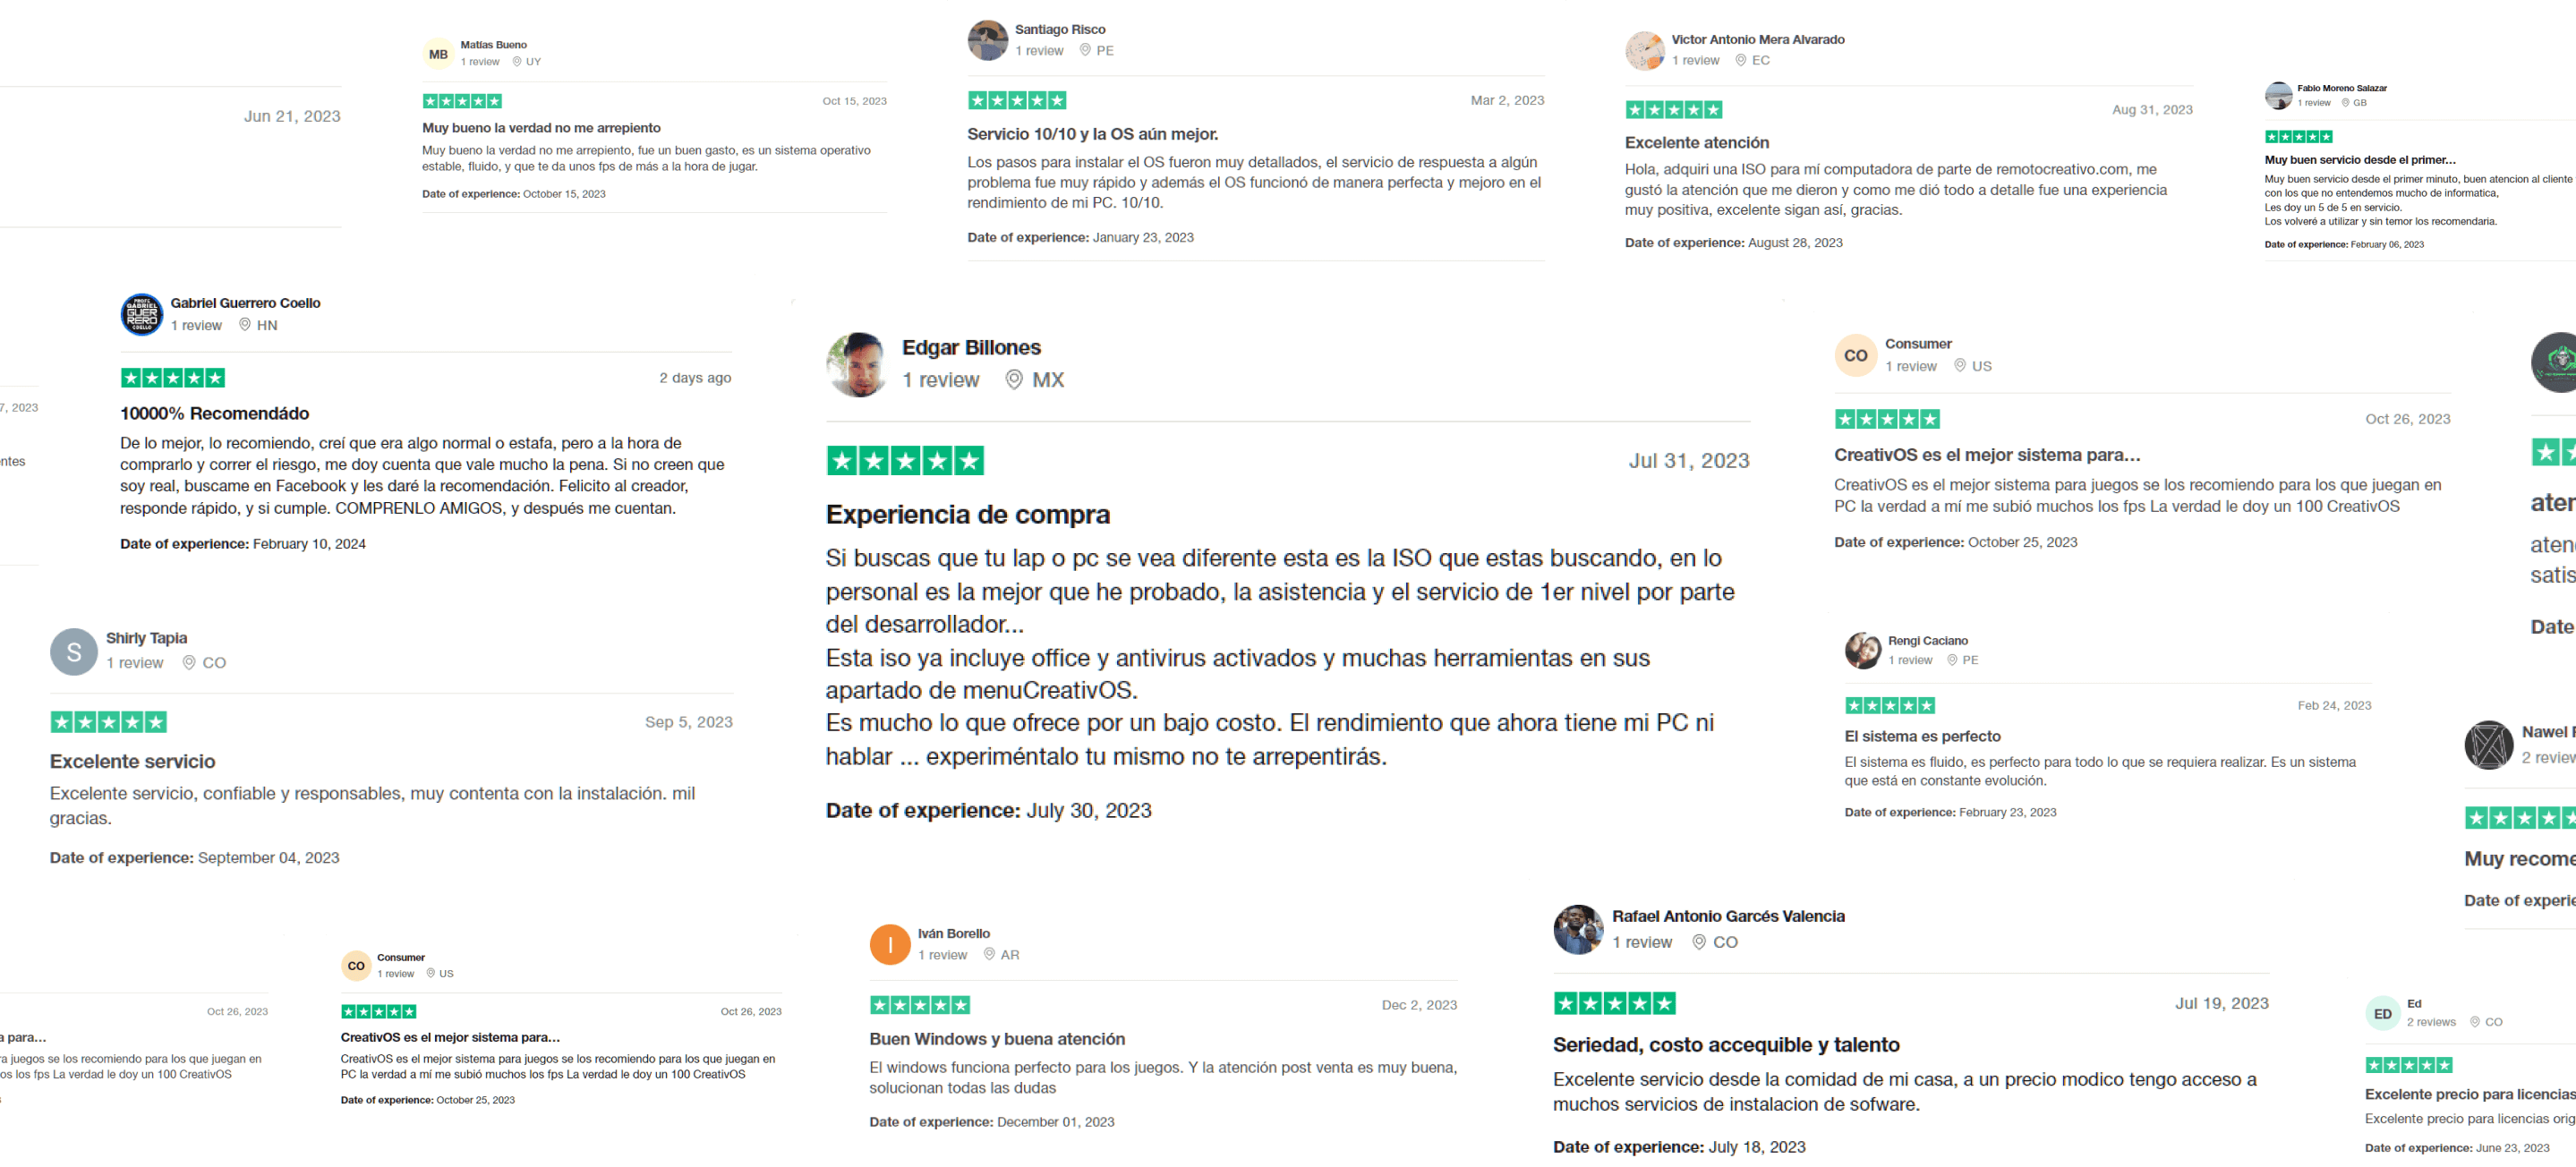 Jun 21, 2023
MB
Matías Bueno
1 review UY
Oct 15, 2023
Muy bueno la verdad no me arrepiento
Muy bueno la verdad no me arrepiento, fue un buen gasto, es un sistema operativo
estable, fluido, y que te da unos fps de más a la hora de jugar.
Date of experience: October 15, 2023
Santiago Risco
1 review PE
Mar 2, 2023
Servicio 10/10 y la OS aún mejor.
Los pasos para instalar el OS fueron muy detallados, el servicio de respuesta a algún
problema fue muy rápido y además el OS funcionó de manera perfecta y mejoro en el
rendimiento de mi PC. 10/10.
Date of experience: January 23, 2023
Victor Antonio Mera Alvarado
1 review EC
Aug 31, 2023
Excelente atención
Hola, adquiri una ISO para mí computadora de parte de remotocreativo.com, me
gustó la atención que me dieron y como me dió todo a detalle fue una experiencia
muy positiva, excelente sigan así, gracias.
Date of experience: August 28, 2023
Fabio Moreno Salazar
1 review GB
Muy buen servicio desde el primer...
Muy buen servicio desde el primer minuto, buen atencion al cliente
con los que no entendemos mucho de informatica,
Les doy un 5 de 5 en servicio.
Los volveré a utilizar y sin temor los recomendaria.
Date of experience: February 06, 2023
7, 2023
entes
PROFE GABRIEL GUERRERO COELLO
Gabriel Guerrero Coello
1 review HN
2 days ago
10000% Recomendádo
De lo mejor, lo recomiendo, creí que era algo normal o estafa, pero a la hora de
comprarlo y correr el riesgo, me doy cuenta que vale mucho la pena. Si no creen que
soy real, buscame en Facebook y les daré la recomendación. Felicito al creador,
responde rápido, y si cumple. COMPRENLO AMIGOS, y después me cuentan.
Date of experience: February 10, 2024
Edgar Billones
1 review MX
Jul 31, 2023
Experiencia de compra
Si buscas que tu lap o pc se vea diferente esta es la ISO que estas buscando, en lo
personal es la mejor que he probado, la asistencia y el servicio de 1er nivel por parte
del desarrollador...
Esta iso ya incluye office y antivirus activados y muchas herramientas en sus
apartado de menuCreativOS.
Es mucho lo que ofrece por un bajo costo. El rendimiento que ahora tiene mi PC ni
hablar ... experiméntalo tu mismo no te arrepentirás.
Date of experience: July 30, 2023
CO
Consumer
1 review US
Oct 26, 2023
CreativOS es el mejor sistema para...
CreativOS es el mejor sistema para juegos se los recomiendo para los que juegan en
PC la verdad a mí me subió muchos los fps La verdad le doy un 100 CreativOS
Date of experience: October 25, 2023
aten
satis
Date
S
Shirly Tapia
1 review CO
Sep 5, 2023
Excelente servicio
Excelente servicio, confiable y responsables, muy contenta con la instalación. mil
gracias.
Date of experience: September 04, 2023
Rengi Caciano
1 review PE
Feb 24, 2023
El sistema es perfecto
El sistema es fluido, es perfecto para todo lo que se requiera realizar. Es un sistema
que está en constante evolución.
Date of experience: February 23, 2023
Nawel
2 review
Muy recome
Date of experie
Oct 26, 2023
a para...
ra juegos se los recomiendo para los que juegan en
os los fps La verdad le doy un 100 CreativOS
CO
Consumer
1 review US
Oct 26, 2023
CreativOS es el mejor sistema para...
CreativOS es el mejor sistema para juegos se los recomiendo para los que juegan en
PC la verdad a mí me subió muchos los fps La verdad le doy un 100 CreativOS
Date of experience: October 25, 2023
I
Iván Borello
1 review AR
Dec 2, 2023
Buen Windows y buena atención
El windows funciona perfecto para los juegos. Y la atención post venta es muy buena,
solucionan todas las dudas
Date of experience: December 01, 2023
Rafael Antonio Garcés Valencia
1 review CO
Jul 19, 2023
Seriedad, costo accequible y talento
Excelente servicio desde la comidad de mi casa, a un precio modico tengo acceso a
muchos servicios de instalacion de sofware.
Date of experience: July 18, 2023
ED
Ed
2 reviews CO
Excelente precio para licencias
Excelente precio para licencias orig
Date of experience: June 23, 2023